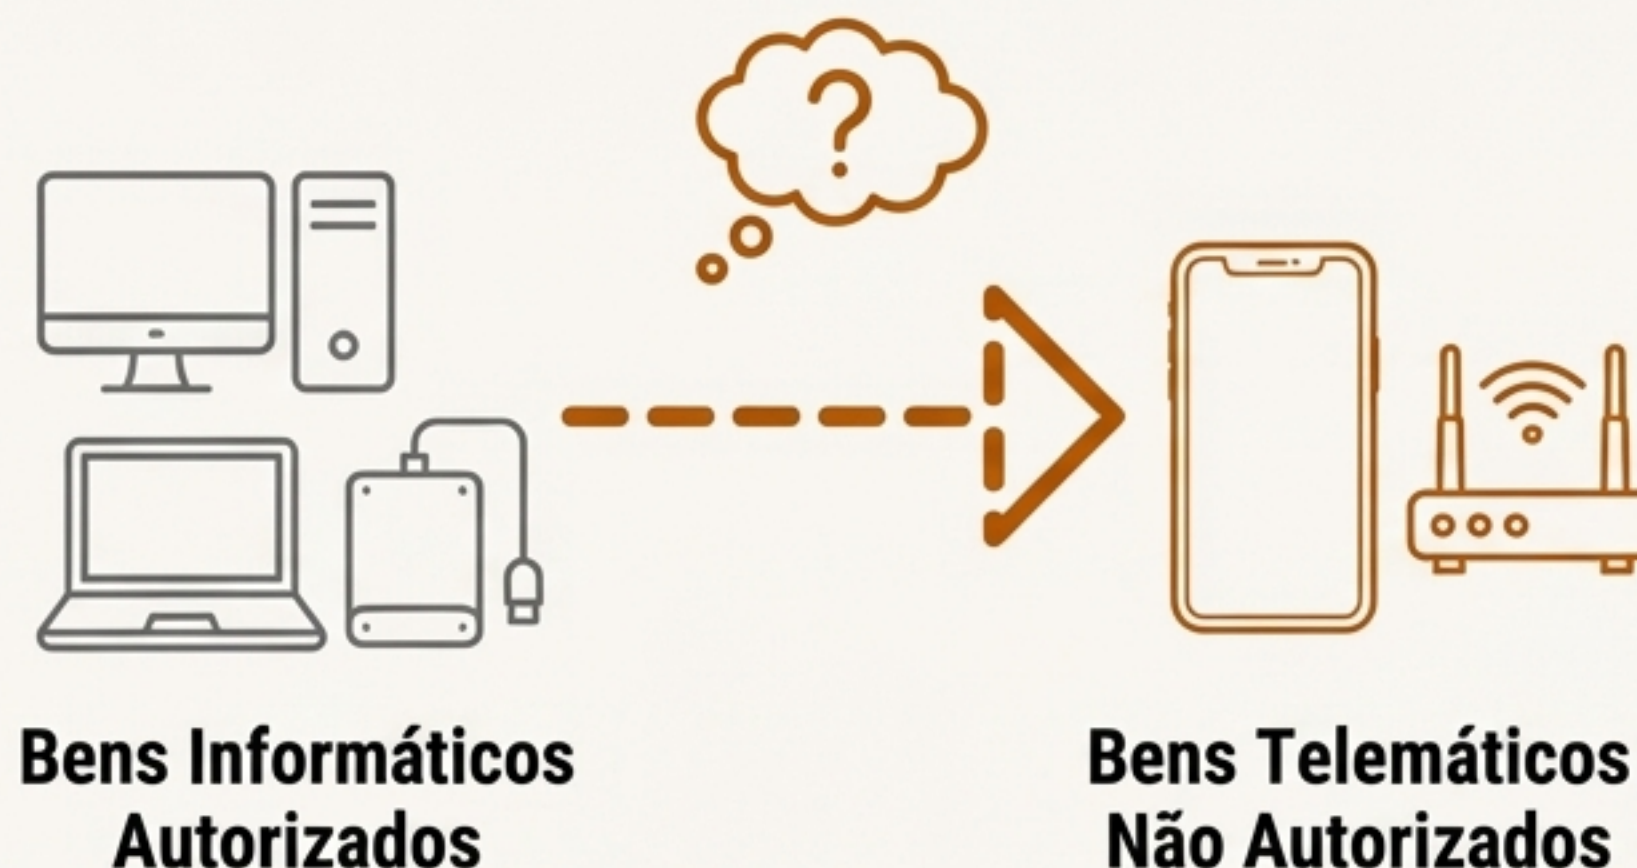 ?
Bens Informáticos
Autorizados
Bens Telemáticos
Não Autorizados